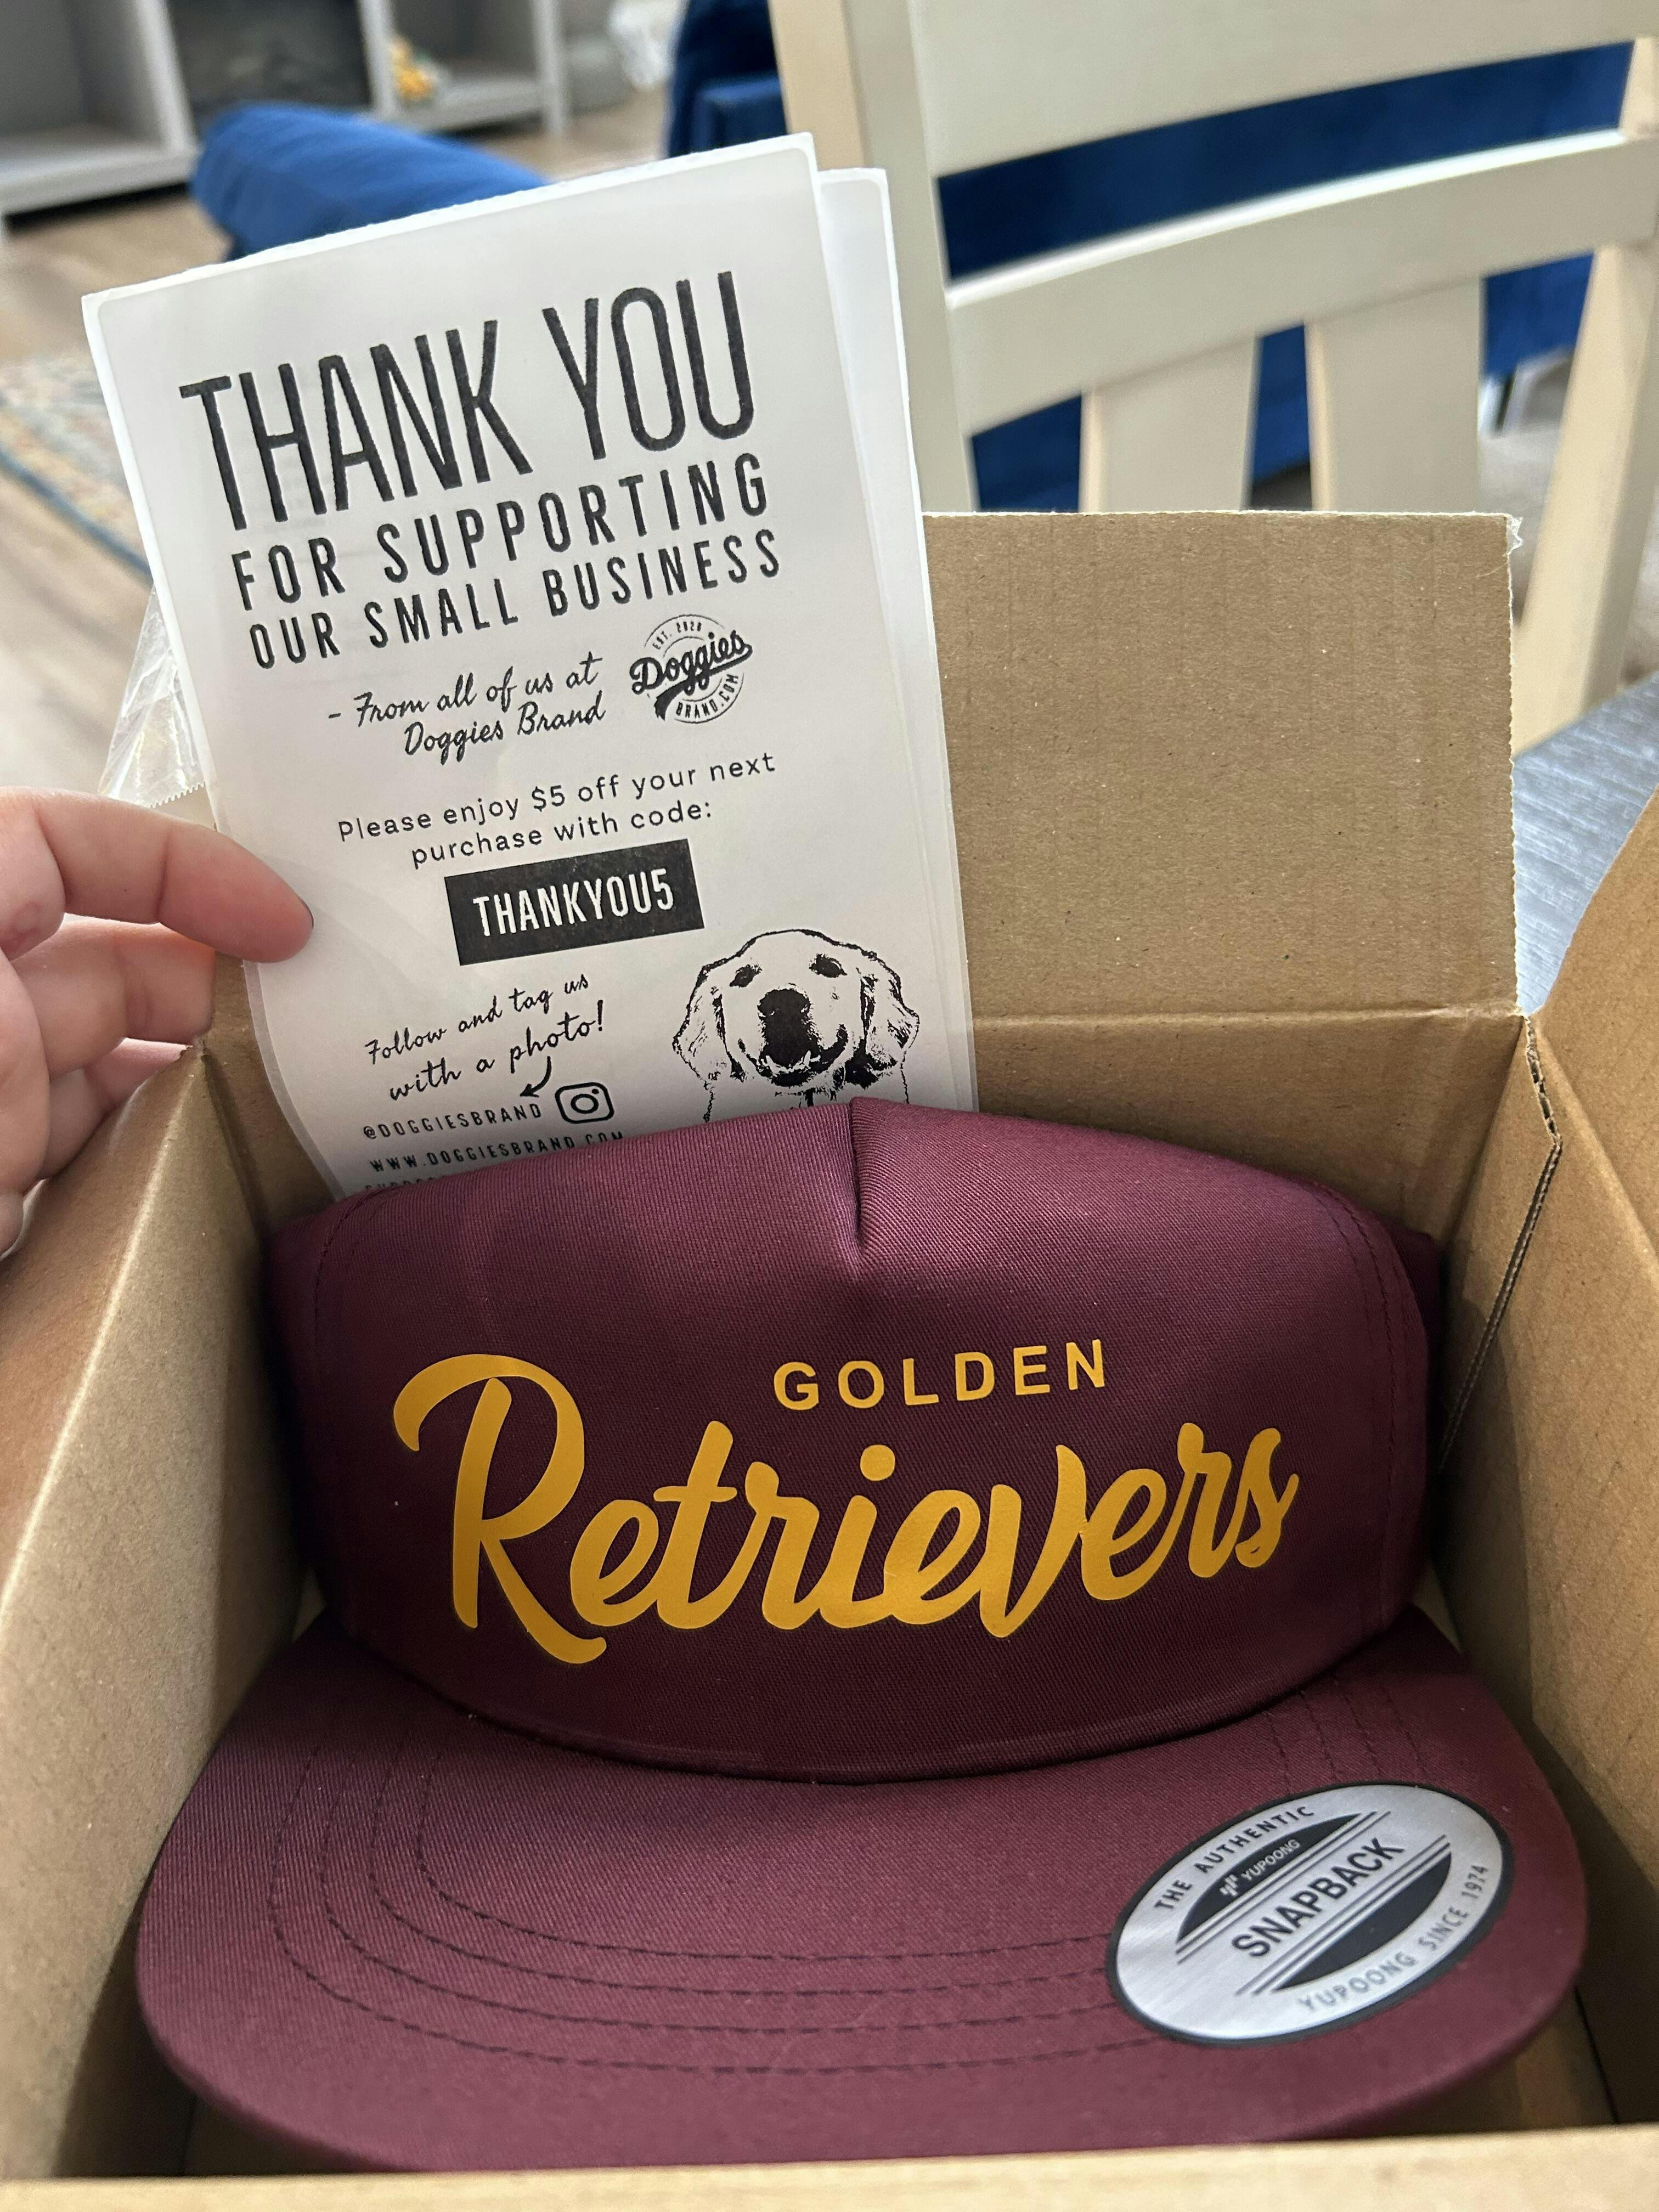 THANK YOU
FOR SUPPORTING
OUR SMALL BUSINESS
- From all of us at
Doggies Brand
EST. 2020
Doggies
BRAND.COM
Please enjoy $5 off your next
purchase with code:
THANKYOU5
Follow and tag us
with a photo!
@DOGGIESBRAND
WWW.DOGGIESBRAND.COM
GOLDEN
Retrievers
THE AUTHENTIC
YUPOONG
SNAPBACK
YUPOONG SINCE 1974